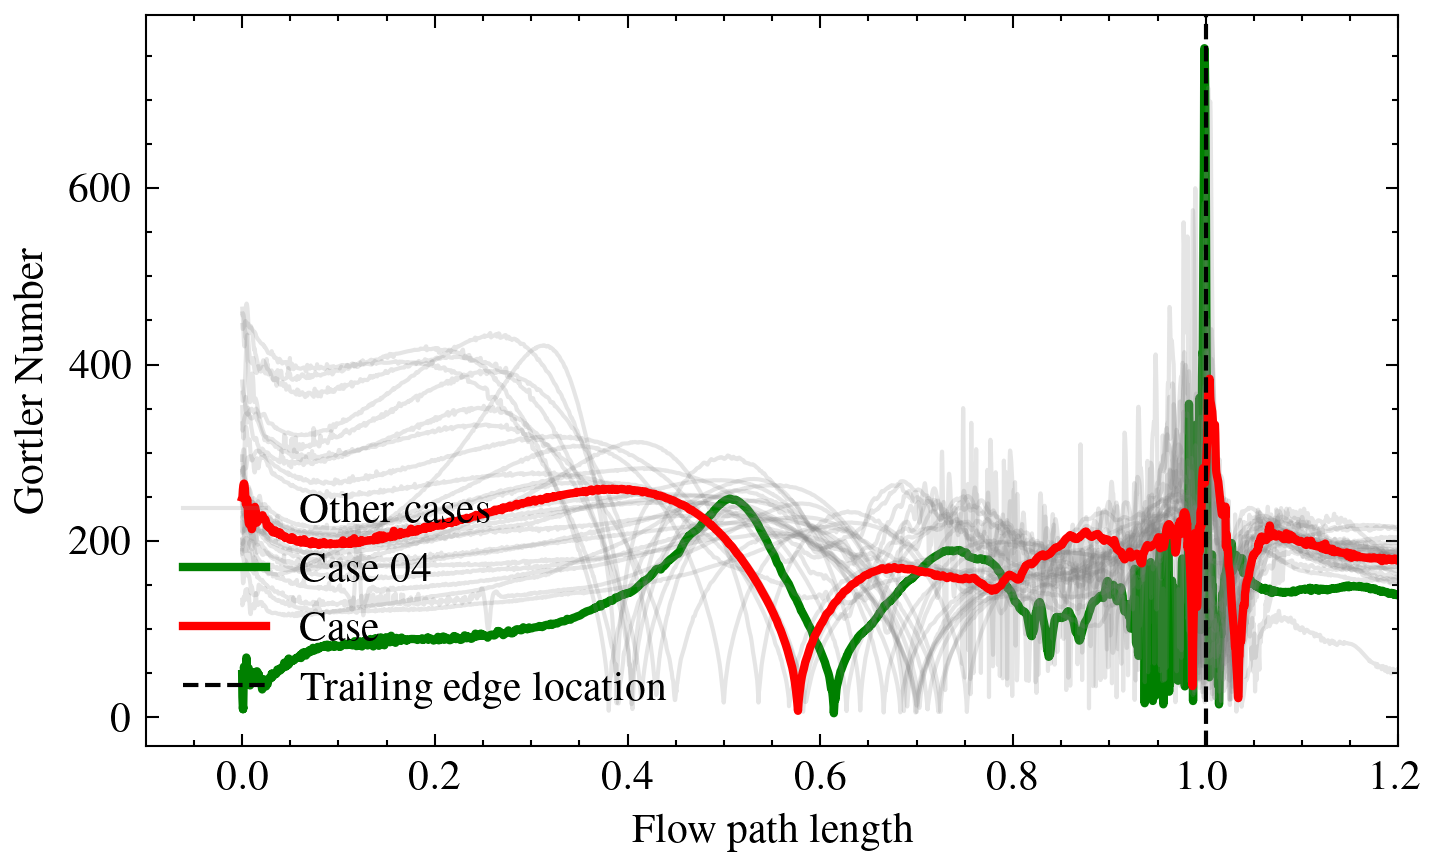 600
400
200
0
Gortler Number
Other cases
Case 04
Case
Trailing edge location
0.0 0.2 0.4 0.6 0.8 1.0 1.2
Flow path length